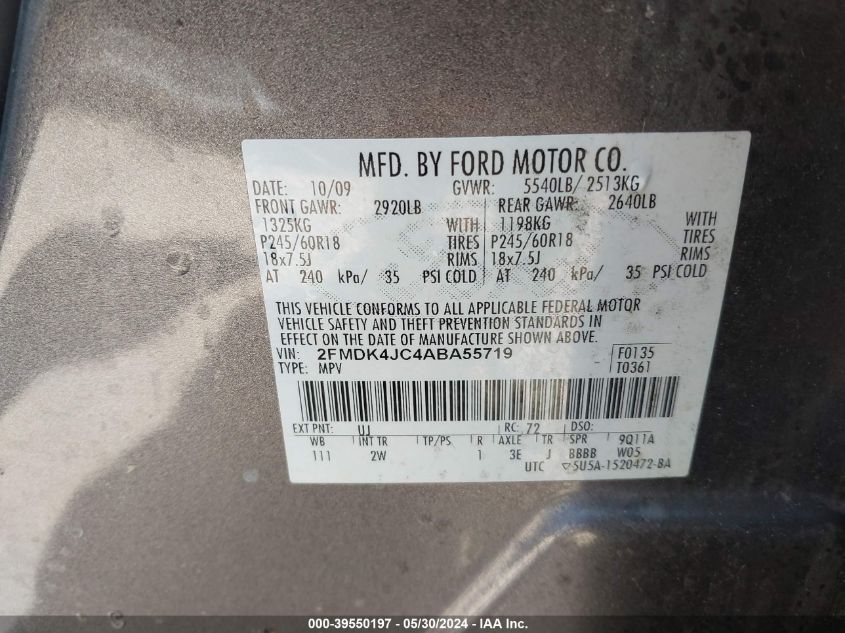 MFD. BY FORD MOTOR CO.
DATE: 10/09 GVWR: 5540LB/ 2513KG
FRONT GAWR: 2920LB REAR GAWR: 2640LB
1325KG WITH 1198KG WITH
P245/60R18 TIRES P245/60R18 TIRES
18x7.5J RIMS 18x7.5J RIMS
AT 240 kPa/ 35 PSI COLD AT 240 kPa/ 35 PSI COLD
THIS VEHICLE CONFORMS TO ALL APPLICABLE FEDERAL MOTOR
VEHICLE SAFETY AND THEFT PREVENTION STANDARDS IN
EFFECT ON THE DATE OF MANUFACTURE SHOWN ABOVE.
VIN: 2FMDK4JC4ABA55719 F0135
TYPE: MPV T0361
EXT PNT: UJ RC: 72 DSO:
WB INT TR TP/PS R AXLE TR SPR 9Q11A
111 2W 1 3E J BBBB W05
UTC ▽5U5A-1520472-BA
000-39550197 - 05/30/2024 - IAA Inc.